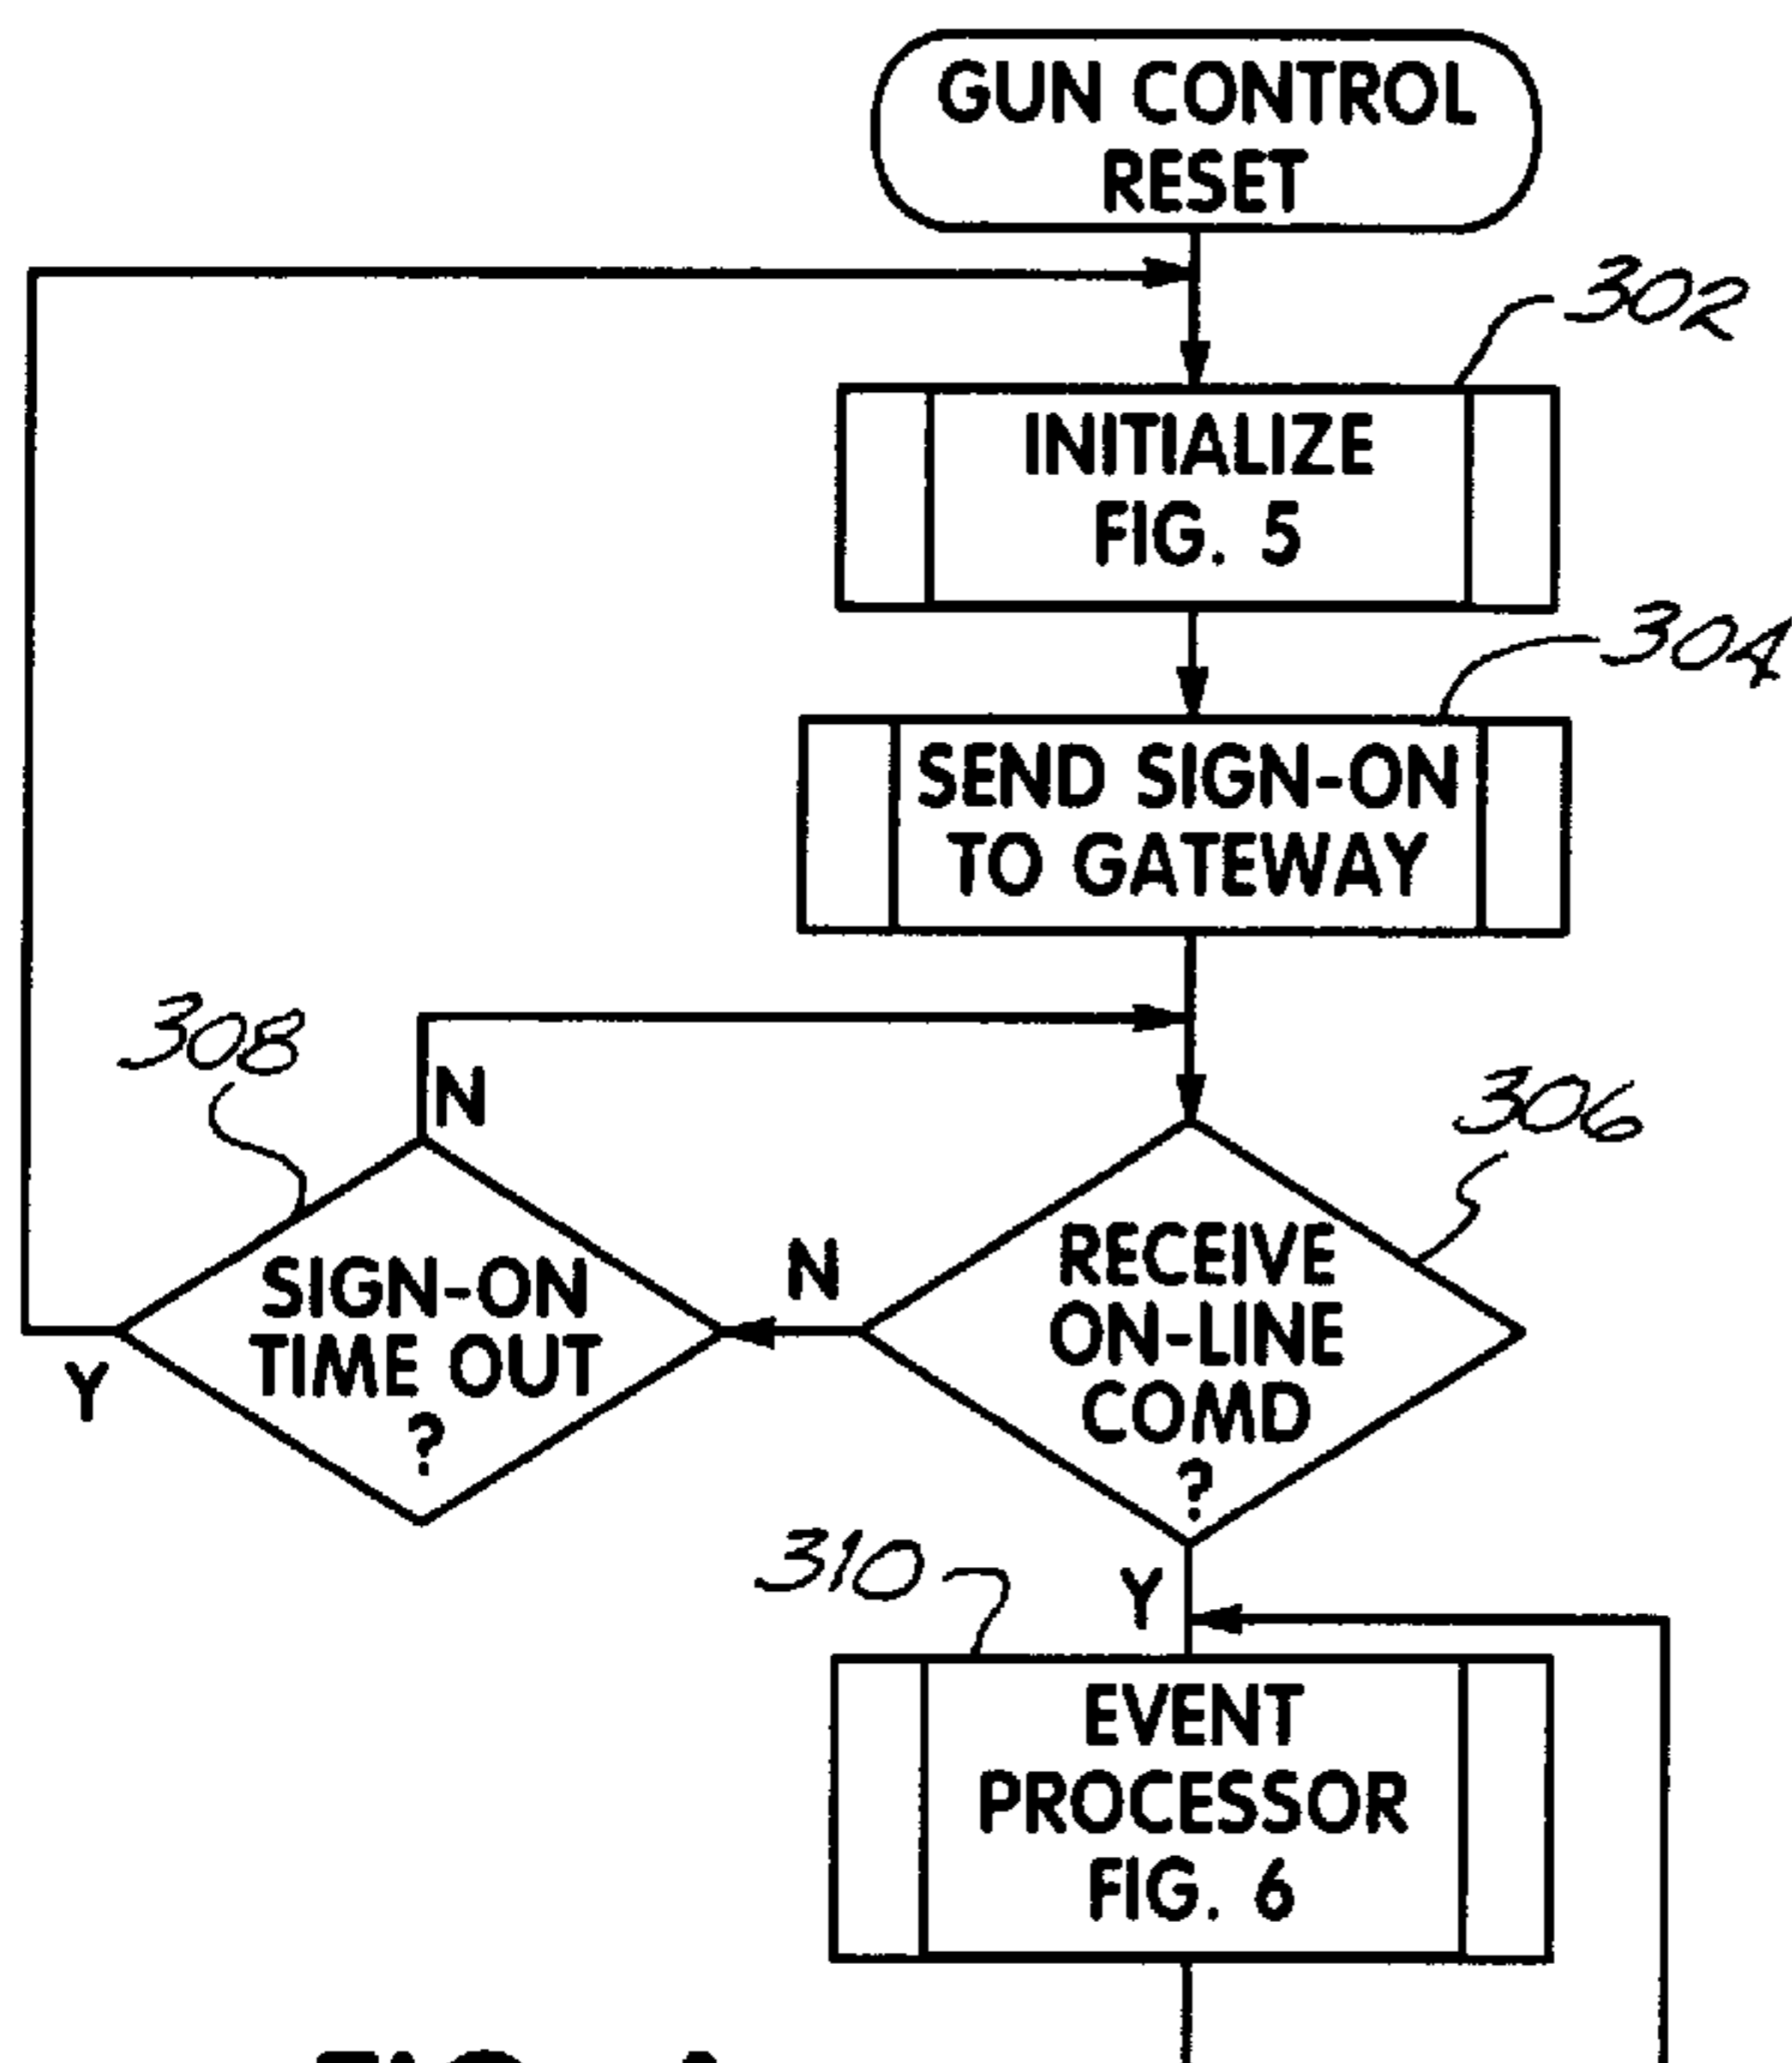 GUN CONTROL
RESET
302
INITIALIZE
FIG. 5
304
SEND SIGN-ON
TO GATEWAY
308
N
306
SIGN-ON
TIME OUT
?
Y
N
RECEIVE
ON-LINE
COMD
?
310
Y
EVENT
PROCESSOR
FIG. 6